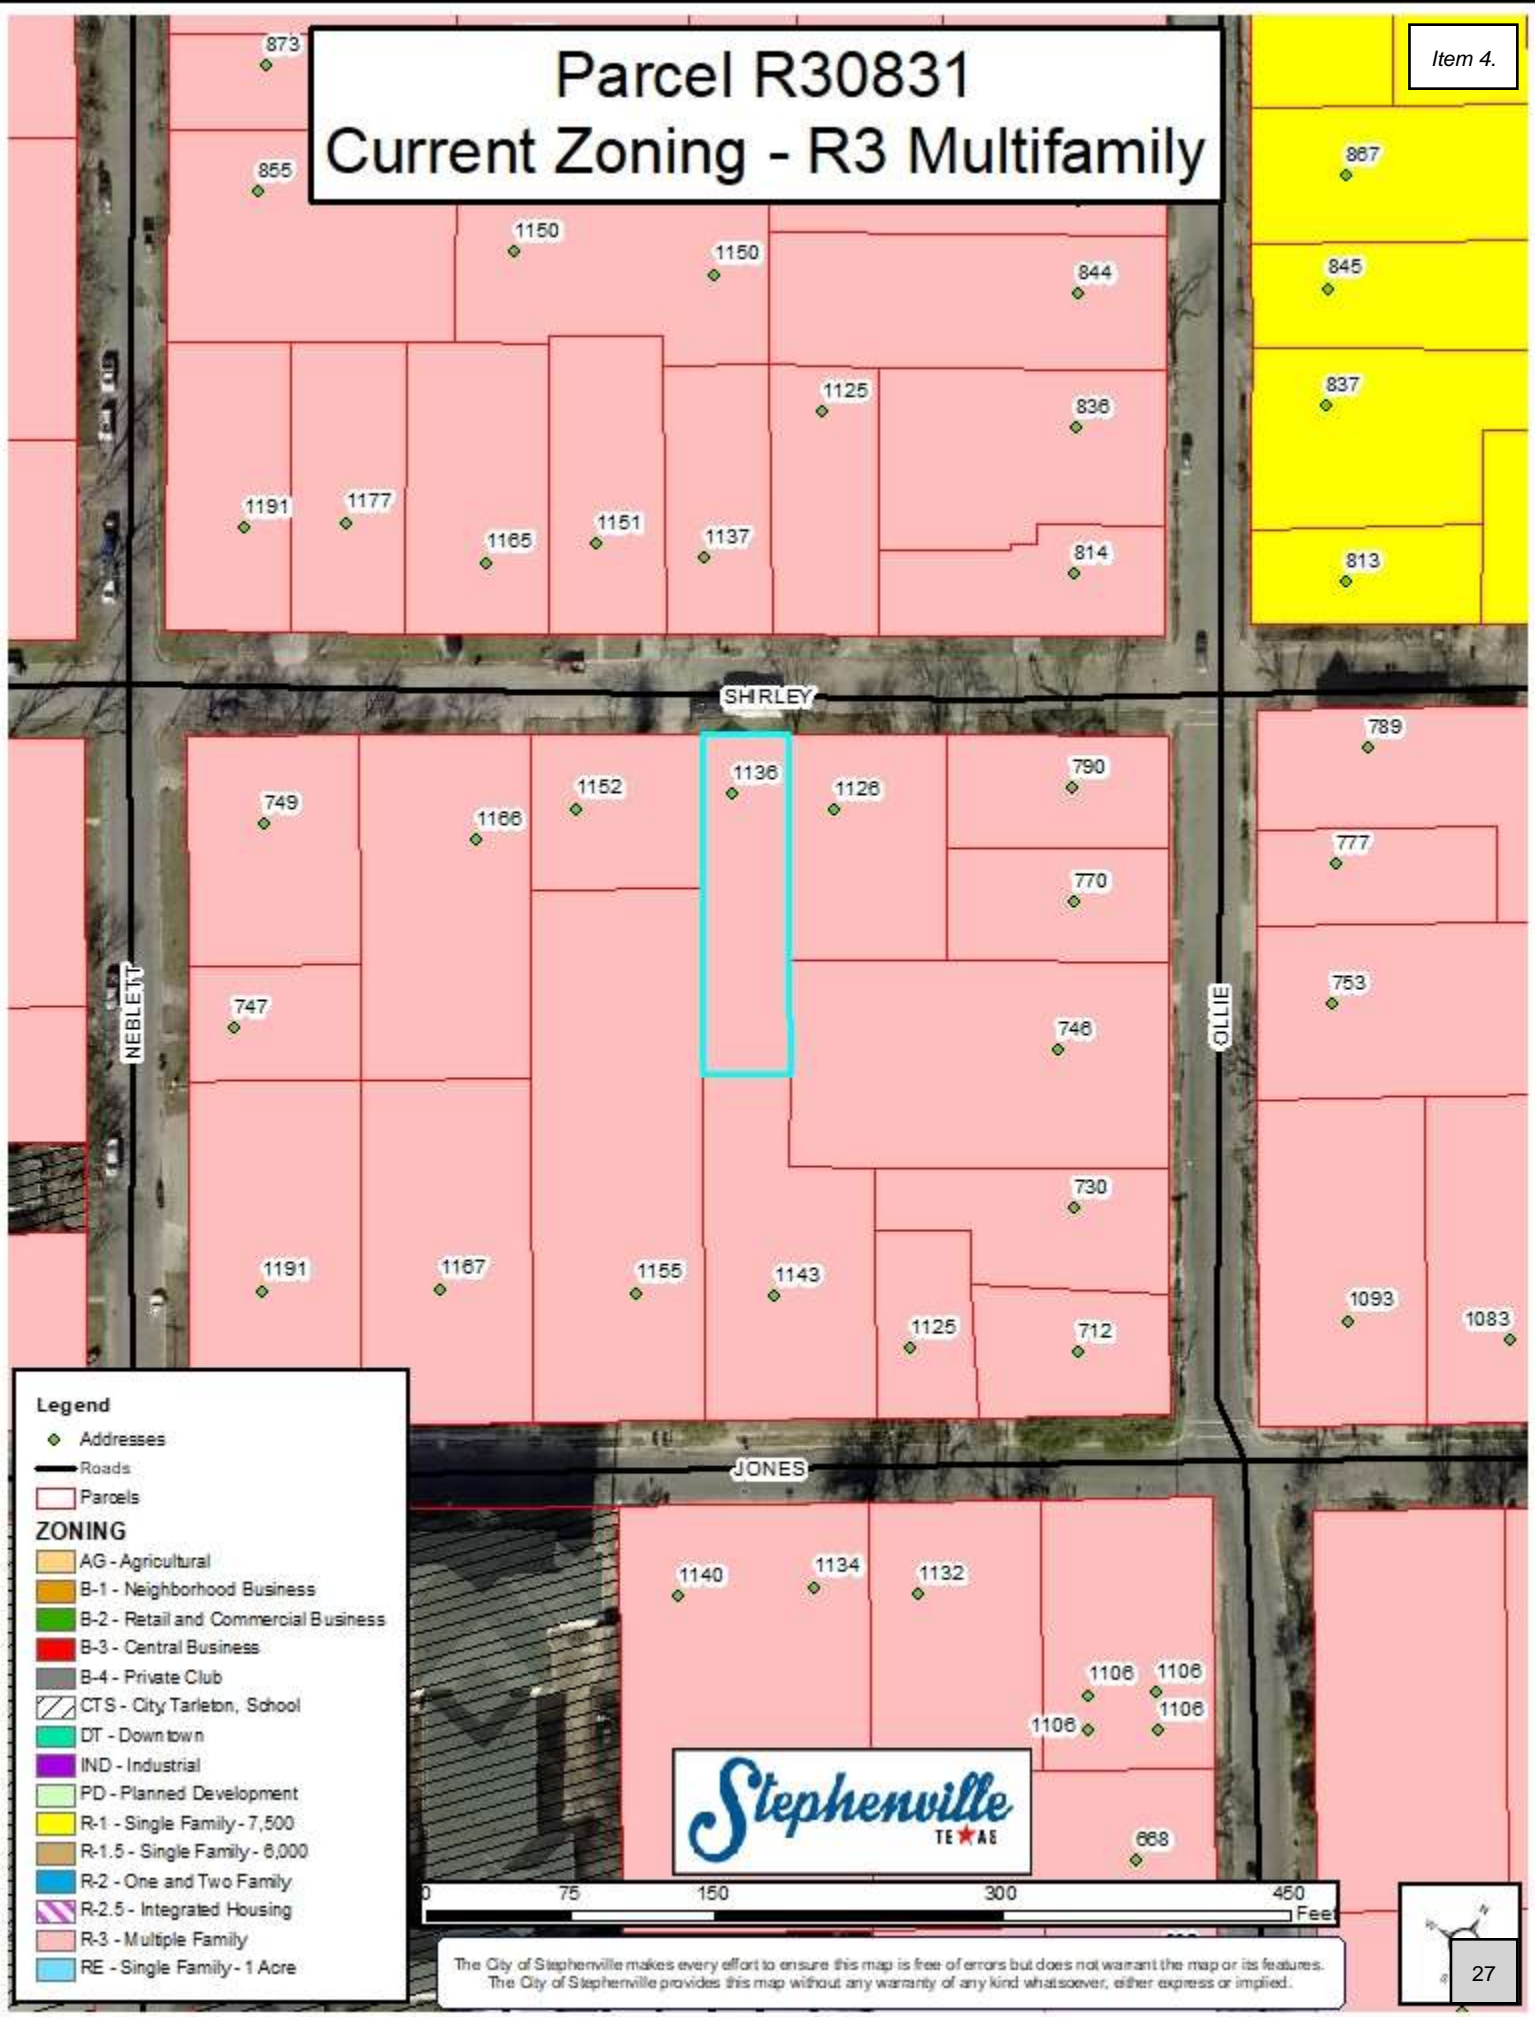 Item 4.
Parcel R30831
Current Zoning - R3 Multifamily
873
867
855
1150
1150
844
845
1125
836
837
1191
1177
1165
1151
1137
814
813
SHIRLEY
789
749
1166
1152
1136
1126
790
777
770
NEBLETT
747
746
OLLIE
753
730
1191
1167
1155
1143
1125
712
1093
1083
JONES
1140
1134
1132
1106
1106
1106
1106
668
Legend
Addresses
Roads
Parcels
ZONING
AG - Agricultural
B-1 - Neighborhood Business
B-2 - Retail and Commercial Business
B-3 - Central Business
B-4 - Private Club
CTS - City, Tarleton, School
DT - Downtown
IND - Industrial
PD - Planned Development
R-1 - Single Family - 7,500
R-1.5 - Single Family - 6,000
R-2 - One and Two Family
R-2.5 - Integrated Housing
R-3 - Multiple Family
RE - Single Family - 1 Acre
Stephenville
TEXAS
0 75 150 300 450
Feet
The City of Stephenville makes every effort to ensure this map is free of errors but does not warrant the map or its features.
The City of Stephenville provides this map without any warranty of any kind whatsoever, either express or implied.
N
27